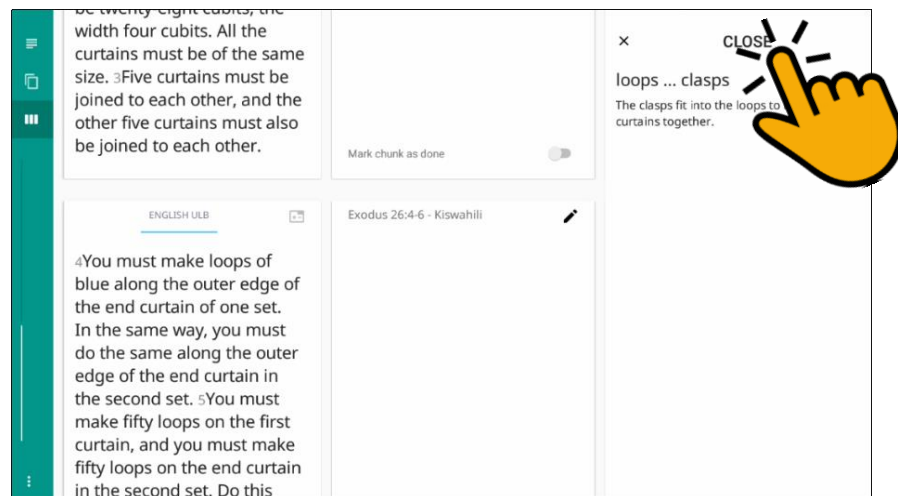 be twenty-eight cubits, the
width four cubits. All the
curtains must be of the same
size. 3Five curtains must be
joined to each other, and the
other five curtains must also
be joined to each other.
Mark chunk as done
ENGLISH ULB
4You must make loops of
blue along the outer edge of
the end curtain of one set.
In the same way, you must
do the same along the outer
edge of the end curtain in
the second set. 5You must
make fifty loops on the first
curtain, and you must make
fifty loops on the end curtain
in the second set. Do this
Exodus 26:4-6 - Kiswahili
× CLOSE
loops ... clasps
The clasps fit into the loops to
curtains together.